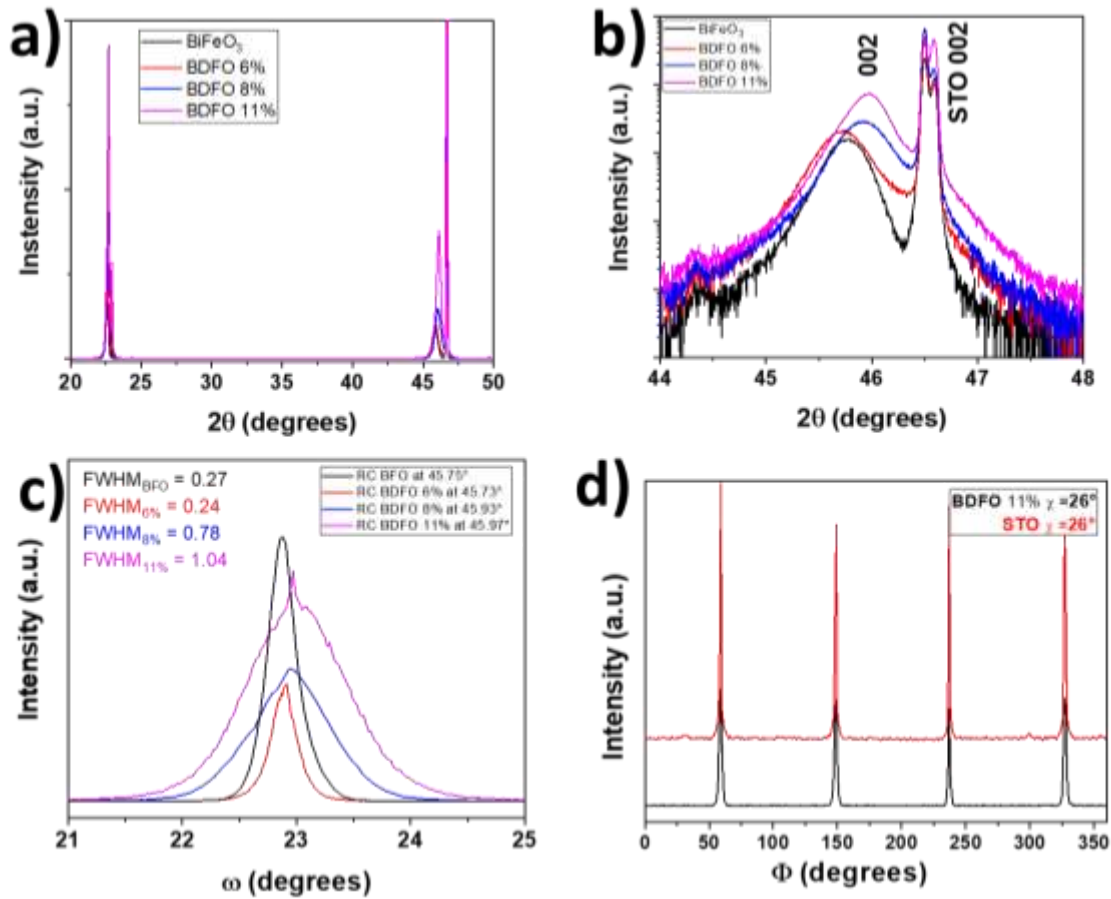 a)
BiFeO3
BDFO 6%
BDFO 8%
BDFO 11%
Instensity (a.u.)
20 25 30 35 40 45 50
2θ (degrees)
b)
BiFeO3
BDFO 6%
BDFO 8%
BDFO 11%
002
STO 002
Instensity (a.u.)
44 45 46 47 48
2θ (degrees)
c)
FWHMBFO = 0.27
FWHM6% = 0.24
FWHM8% = 0.78
FWHM11% = 1.04
RC BFO at 45.75°
RC BDFO 6% at 45.73°
RC BDFO 8% at 45.93°
RC BDFO 11% at 45.97°
Intensity (a.u.)
21 22 23 24 25
ω (degrees)
d)
BDFO 11% χ =26°
STO χ =26°
Intensity (a.u.)
0 50 100 150 200 250 300 350
Φ (degrees)